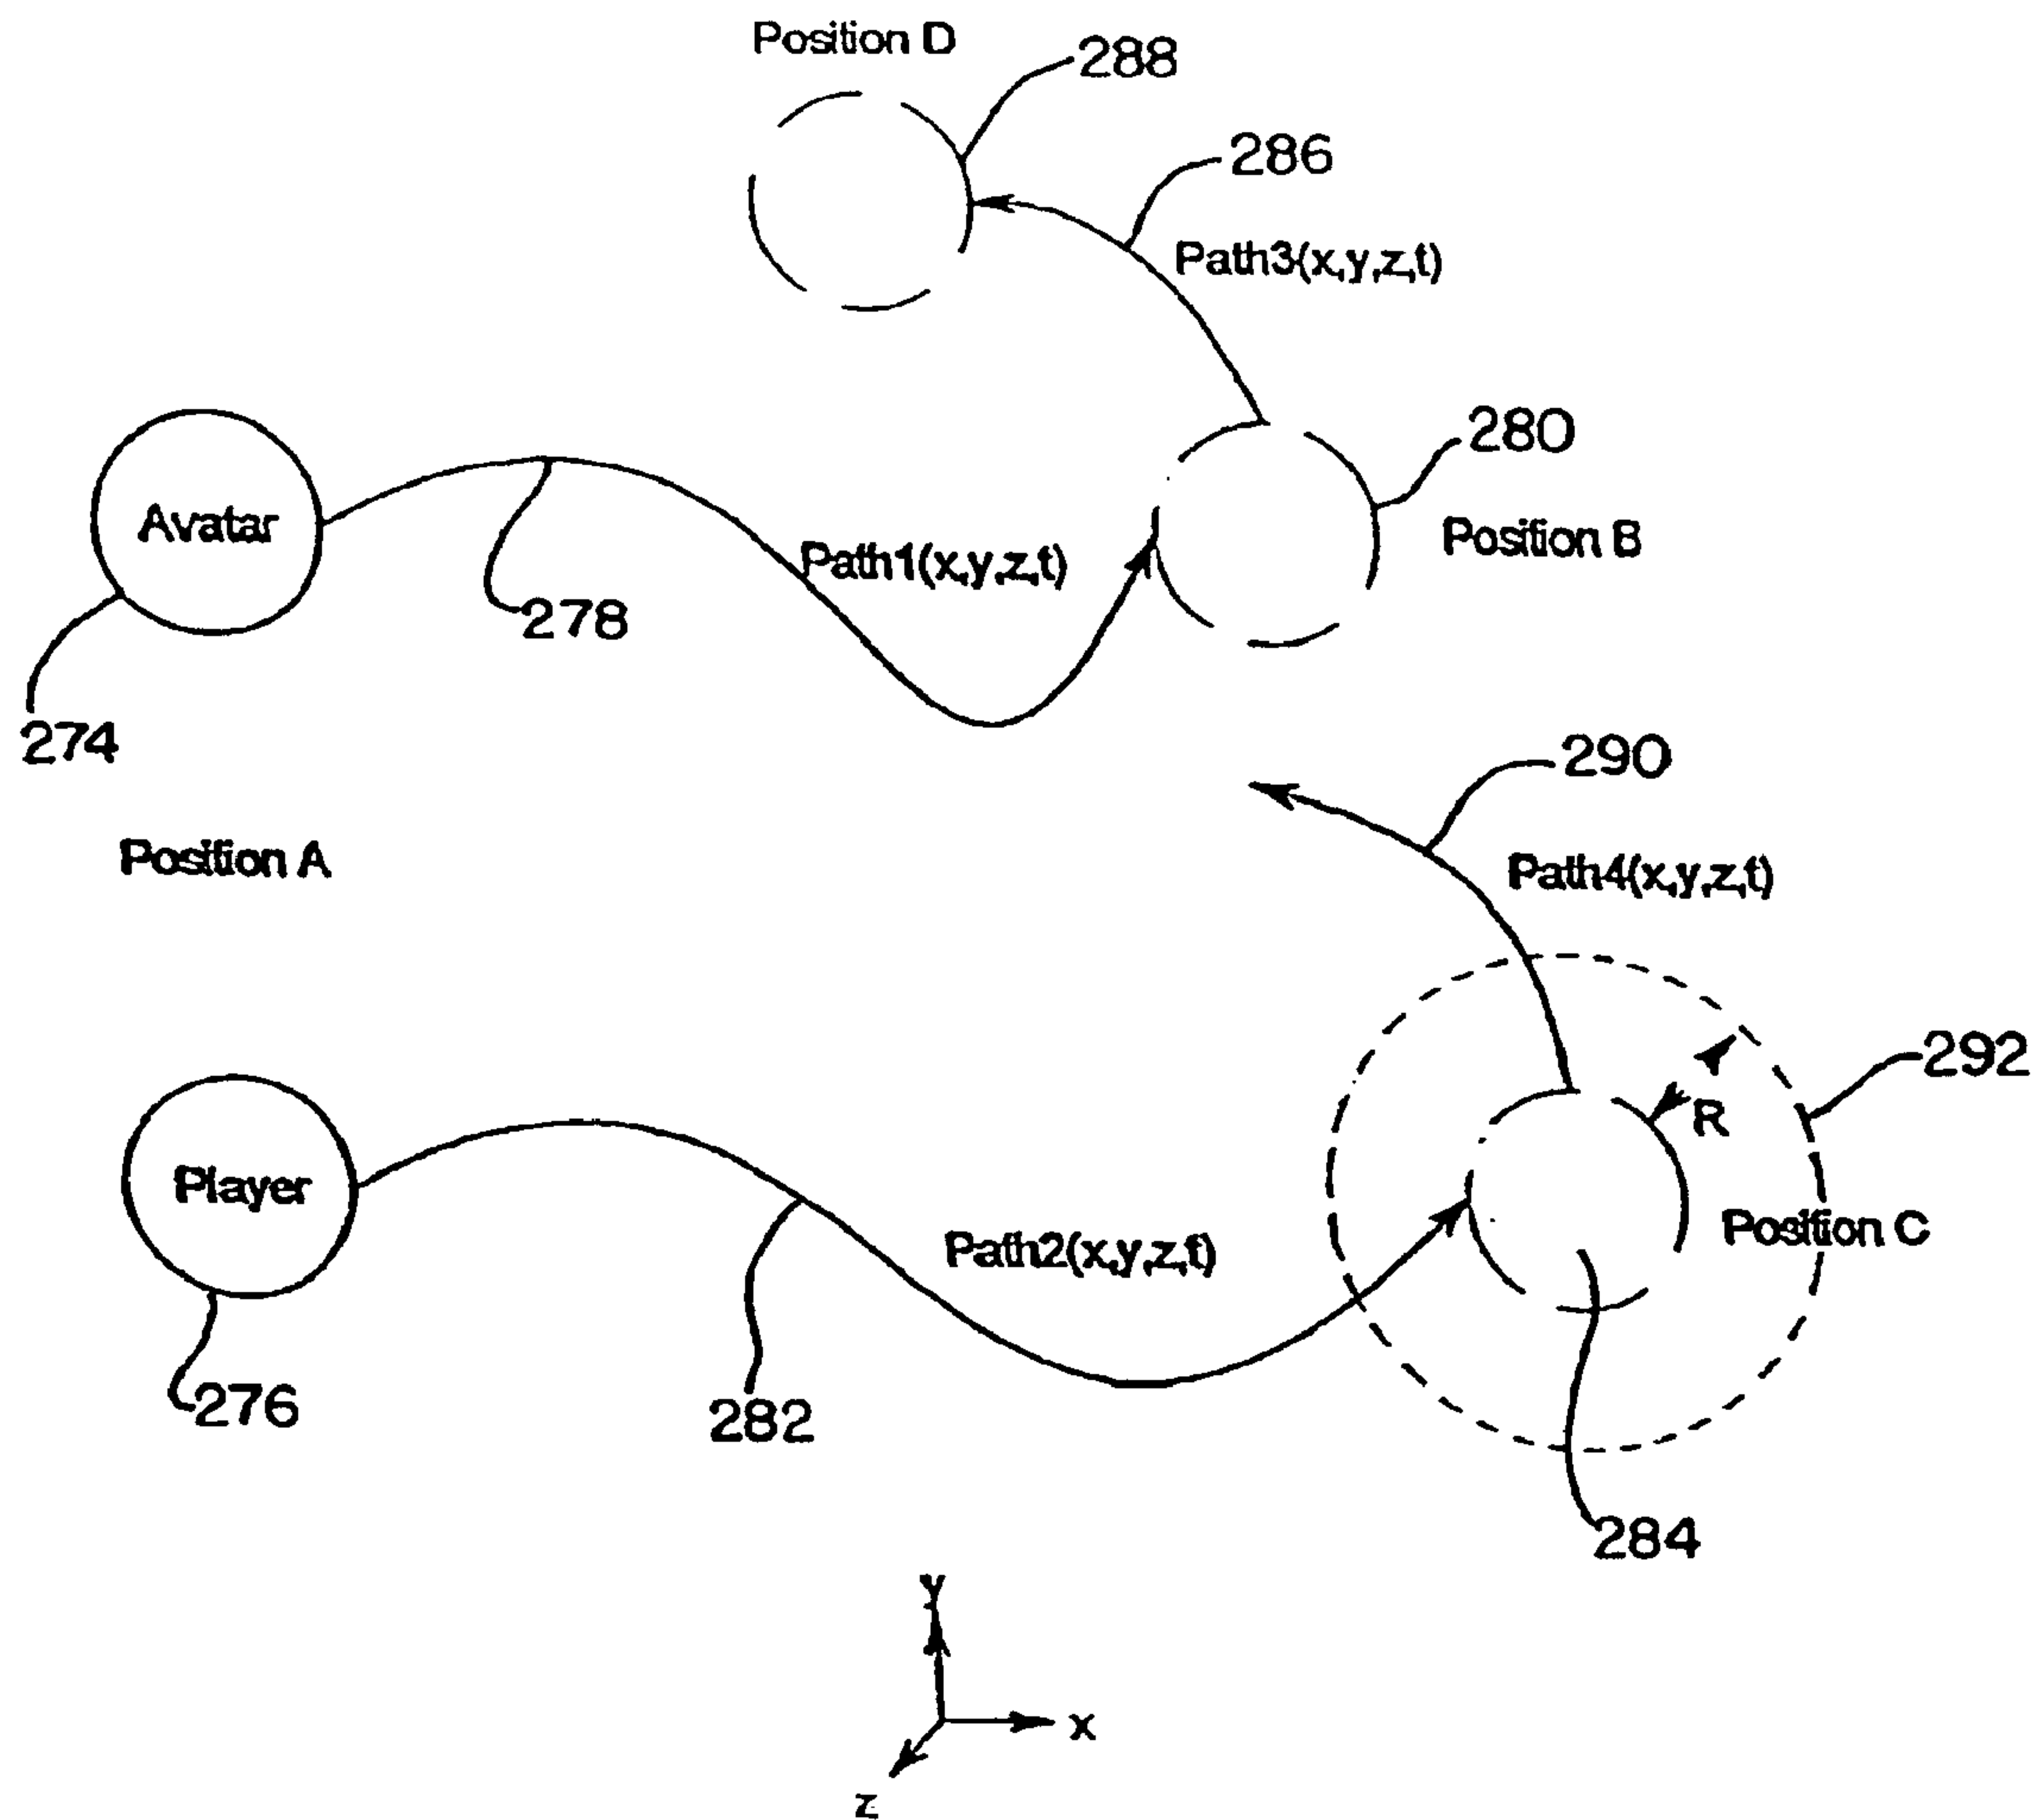 Position D
288
286
Path3(x,y,z,t)
280
Avatar
Position B
Path1(x,y,z,t)
278
274
290
Position A
Path4(x,y,z,t)
292
R
Player
Position C
Path2(x,y,z,t)
276
282
284
y
x
z